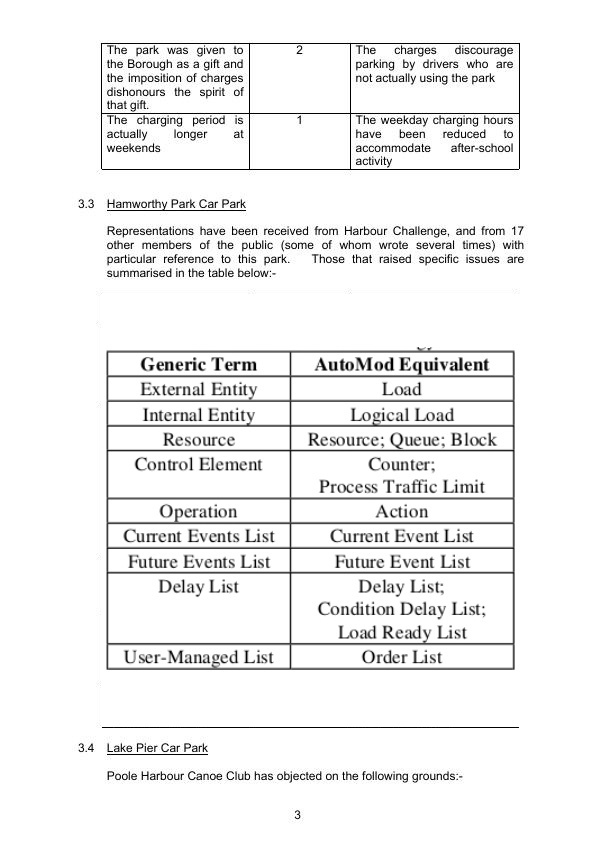 The park was given to
the Borough as a gift and
the imposition of charges
dishonours the spirit of
that gift.
2
The charges discourage
parking by drivers who are
not actually using the park
The charging period is
actually longer at
weekends
1
The weekday charging hours
have been reduced to
accommodate after-school
activity
3.3 Hamworthy Park Car Park
Representations have been received from Harbour Challenge, and from 17
other members of the public (some of whom wrote several times) with
particular reference to this park. Those that raised specific issues are
summarised in the table below:-
Generic Term AutoMod Equivalent
External Entity Load
Internal Entity Logical Load
Resource Resource; Queue; Block
Control Element Counter;
Process Traffic Limit
Operation Action
Current Events List Current Event List
Future Events List Future Event List
Delay List Delay List;
Condition Delay List;
Load Ready List
User-Managed List Order List
3.4 Lake Pier Car Park
Poole Harbour Canoe Club has objected on the following grounds:-
3